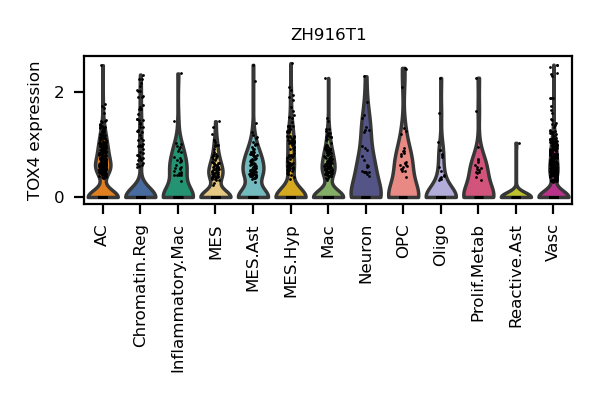 ZH916T1
TOX4 expression
2
0
AC
Chromatin.Reg
Inflammatory.Mac
MES
MES.Ast
MES.Hyp
Mac
Neuron
OPC
Oligo
Prolif.Metab
Reactive.Ast
Vasc